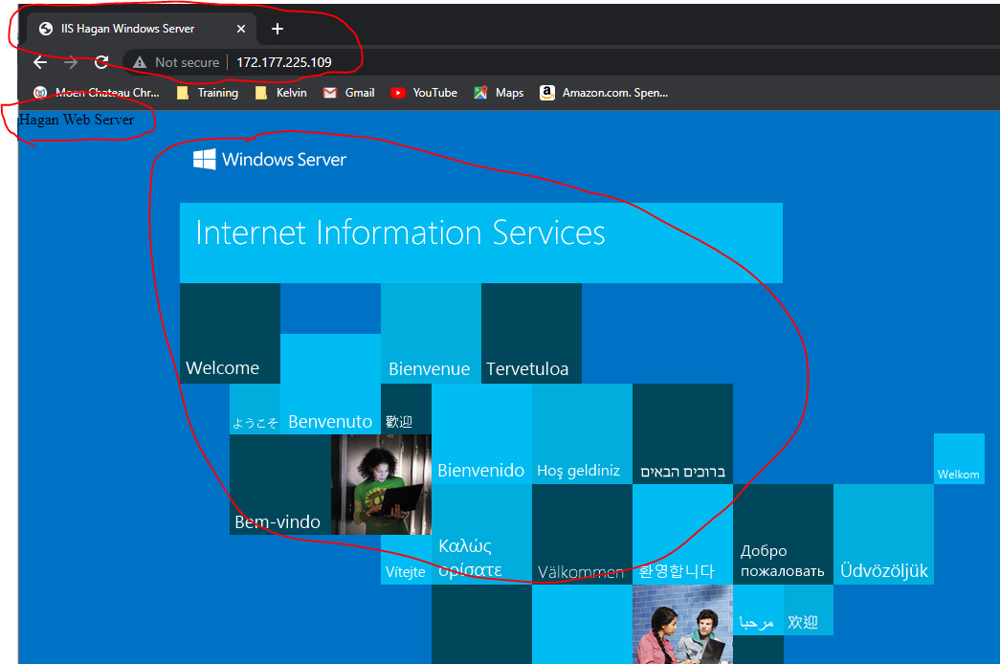 IIS Hagan Windows Server
Not secure | 172.177.225.109
Moen Chateau Chr... Training Kelvin Gmail YouTube Maps Amazon.com. Spen...
Hagan Web Server
Windows Server
Internet Information Services
Welcome
Bienvenue
Tervetuloa
ようこそ
Benvenuto
歡迎
Bienvenido
Hoş geldiniz
ברוכים הבאים
Welkom
Bem-vindo
Vítejte
Καλώς
ορίσατε
Välkommen
환영합니다
Добро
пожаловать
Üdvözöljük
مرحبا
欢迎